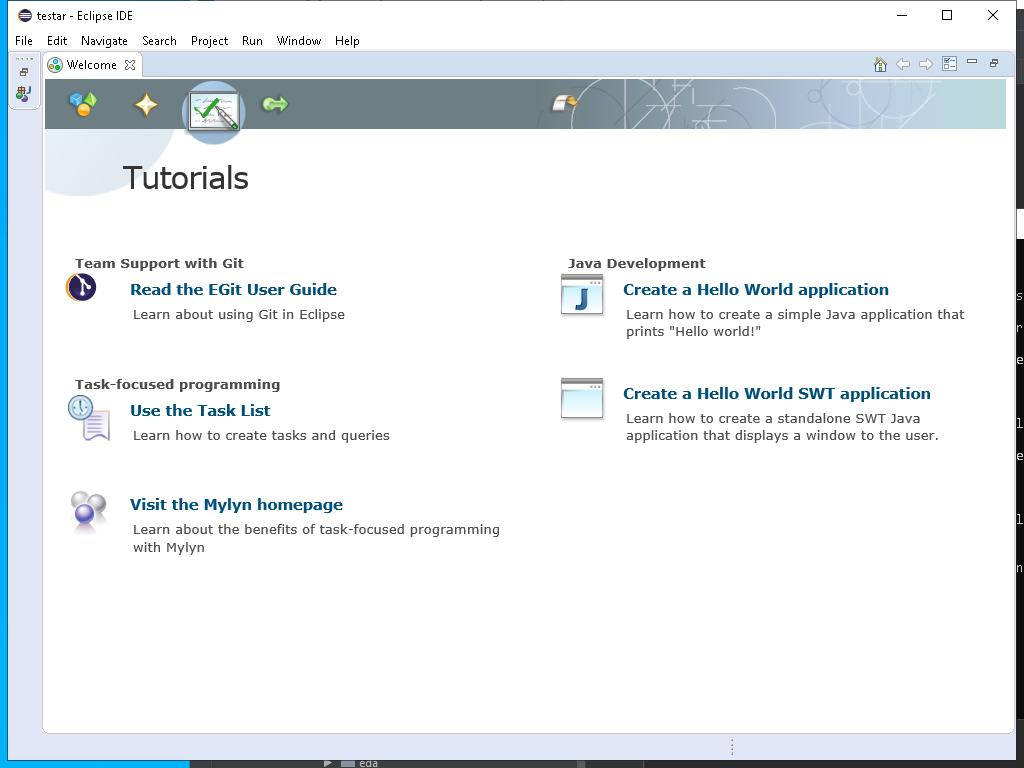 testar - Eclipse IDE
File Edit Navigate Search Project Run Window Help
Welcome
Tutorials
Team Support with Git
Read the EGit User Guide
Learn about using Git in Eclipse
Task-focused programming
Use the Task List
Learn how to create tasks and queries
Visit the Mylyn homepage
Learn about the benefits of task-focused programming
with Mylyn
Java Development
Create a Hello World application
Learn how to create a simple Java application that
prints "Hello world!"
Create a Hello World SWT application
Learn how to create a standalone SWT Java
application that displays a window to the user.
eda